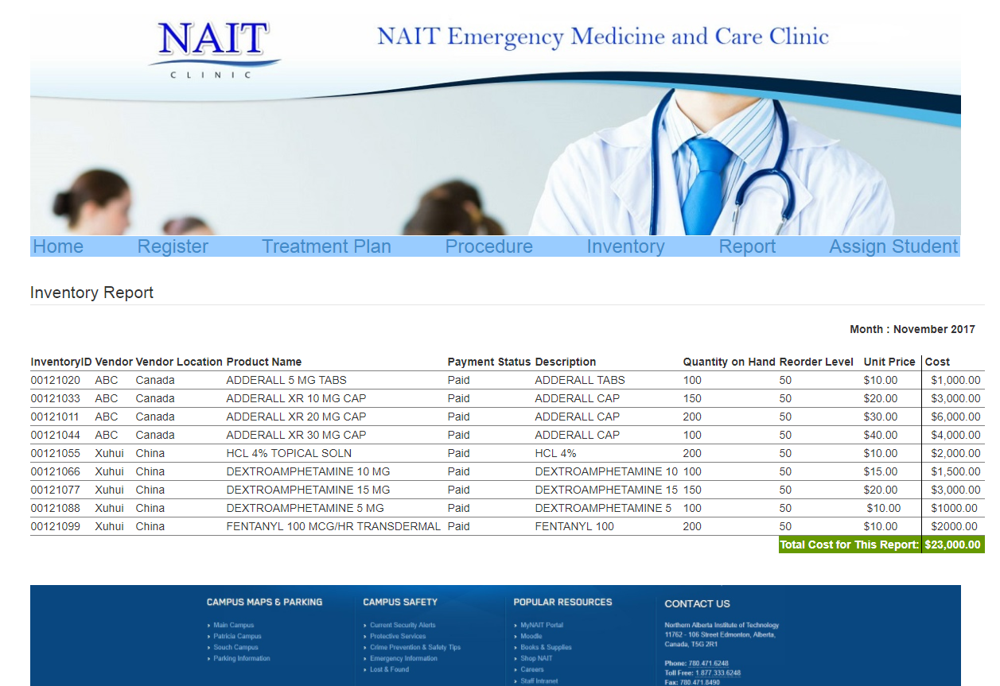 NAIT
CLINIC
NAIT Emergency Medicine and Care Clinic
Home Register Treatment Plan Procedure Inventory Report Assign Student
Inventory Report
Month : November 2017
InventoryID Vendor Vendor Location Product Name Payment Status Description Quantity on Hand Reorder Level Unit Price Cost
00121020 ABC Canada ADDERALL 5 MG TABS Paid ADDERALL TABS 100 50 $10.00 $1,000.00
00121033 ABC Canada ADDERALL XR 10 MG CAP Paid ADDERALL CAP 150 50 $20.00 $3,000.00
00121011 ABC Canada ADDERALL XR 20 MG CAP Paid ADDERALL CAP 200 50 $30.00 $6,000.00
00121044 ABC Canada ADDERALL XR 30 MG CAP Paid ADDERALL CAP 100 50 $40.00 $4,000.00
00121055 Xuhui China HCL 4% TOPICAL SOLN Paid HCL 4% 200 50 $10.00 $2,000.00
00121066 Xuhui China DEXTROAMPHETAMINE 10 MG Paid DEXTROAMPHETAMINE 10 100 50 $15.00 $1,500.00
00121077 Xuhui China DEXTROAMPHETAMINE 15 MG Paid DEXTROAMPHETAMINE 15 150 50 $20.00 $3,000.00
00121088 Xuhui China DEXTROAMPHETAMINE 5 MG Paid DEXTROAMPHETAMINE 5 100 50 $10.00 $1000.00
00121099 Xuhui China FENTANYL 100 MCG/HR TRANSDERMAL Paid FENTANYL 100 200 50 $10.00 $2000.00
Total Cost for This Report: $23,000.00
CAMPUS MAPS & PARKING
Main Campus
Patricia Campus
Souch Campus
Parking Information
CAMPUS SAFETY
Current Security Alerts
Protective Services
Crime Prevention & Safety Tips
Emergency Information
Lost & Found
POPULAR RESOURCES
MyNAIT Portal
Moodle
Books & Supplies
Shop NAIT
Careers
Staff Intranet
CONTACT US
Northern Alberta Institute of Technology
11762 - 106 Street Edmonton, Alberta,
Canada, T5G 2R1
Phone: 780.471.6248
Toll Free: 1.877.333.6248
Fax: 780.471.8490